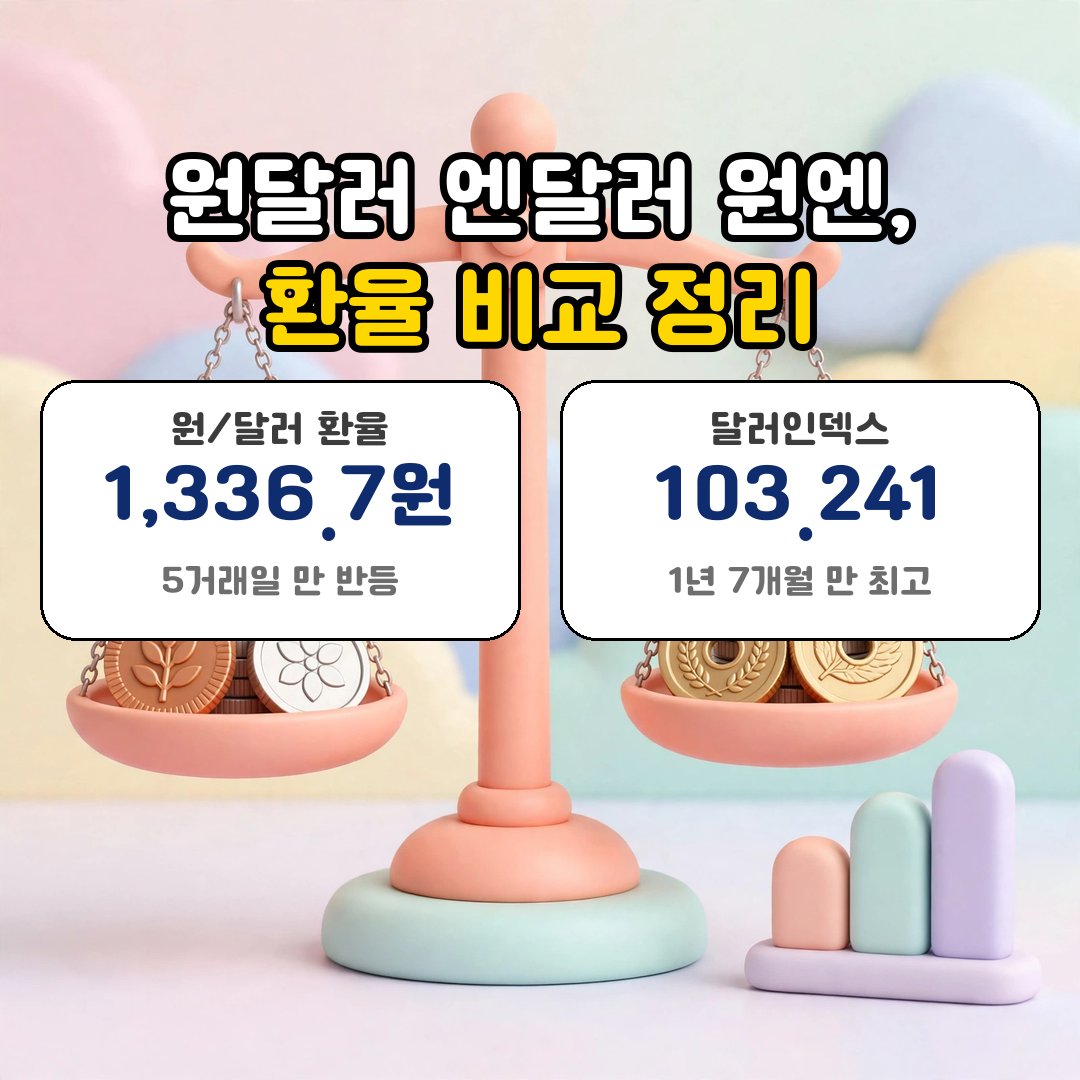 원달러 엔달러 원엔,
환율 비교 정리
원/달러 환율
1,336.7원
5거래일 만 반등
달러인덱스
103.241
1년 7개월 만 최고